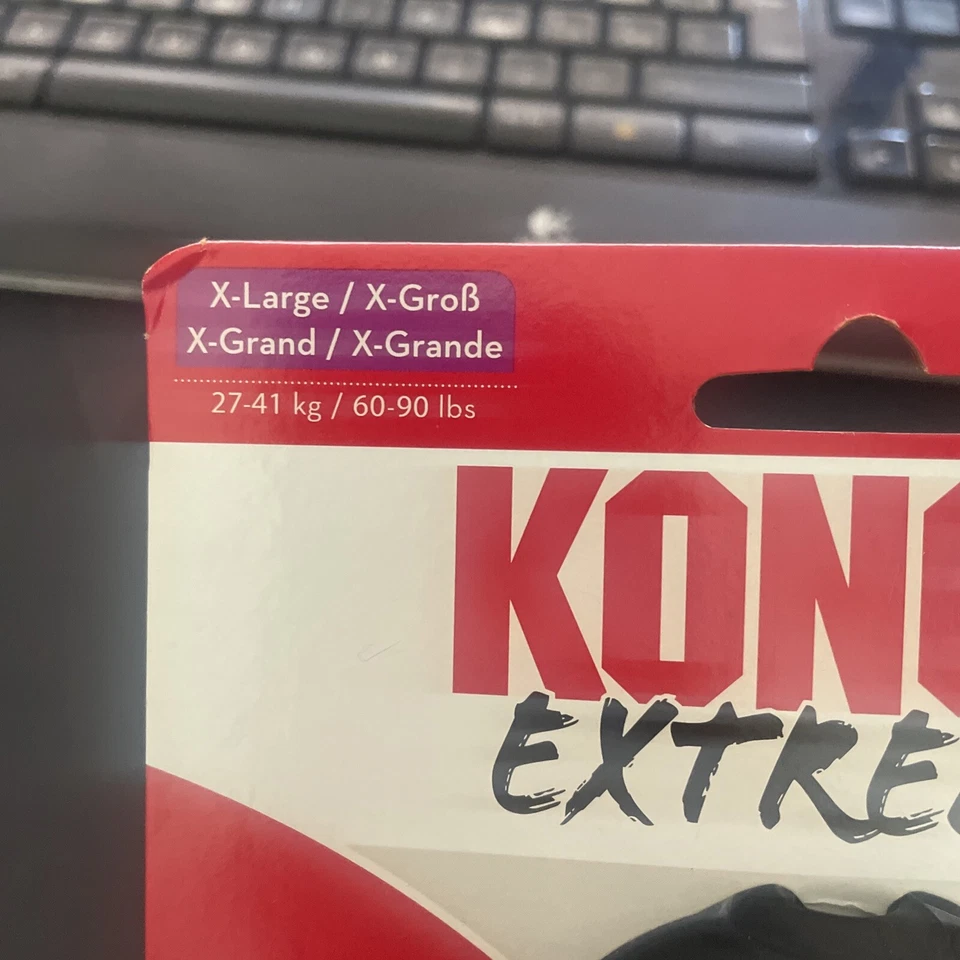 X-Large / X-Groß
X-Grand / X-Grande
27-41 kg / 60-90 lbs
KON
EXTRE